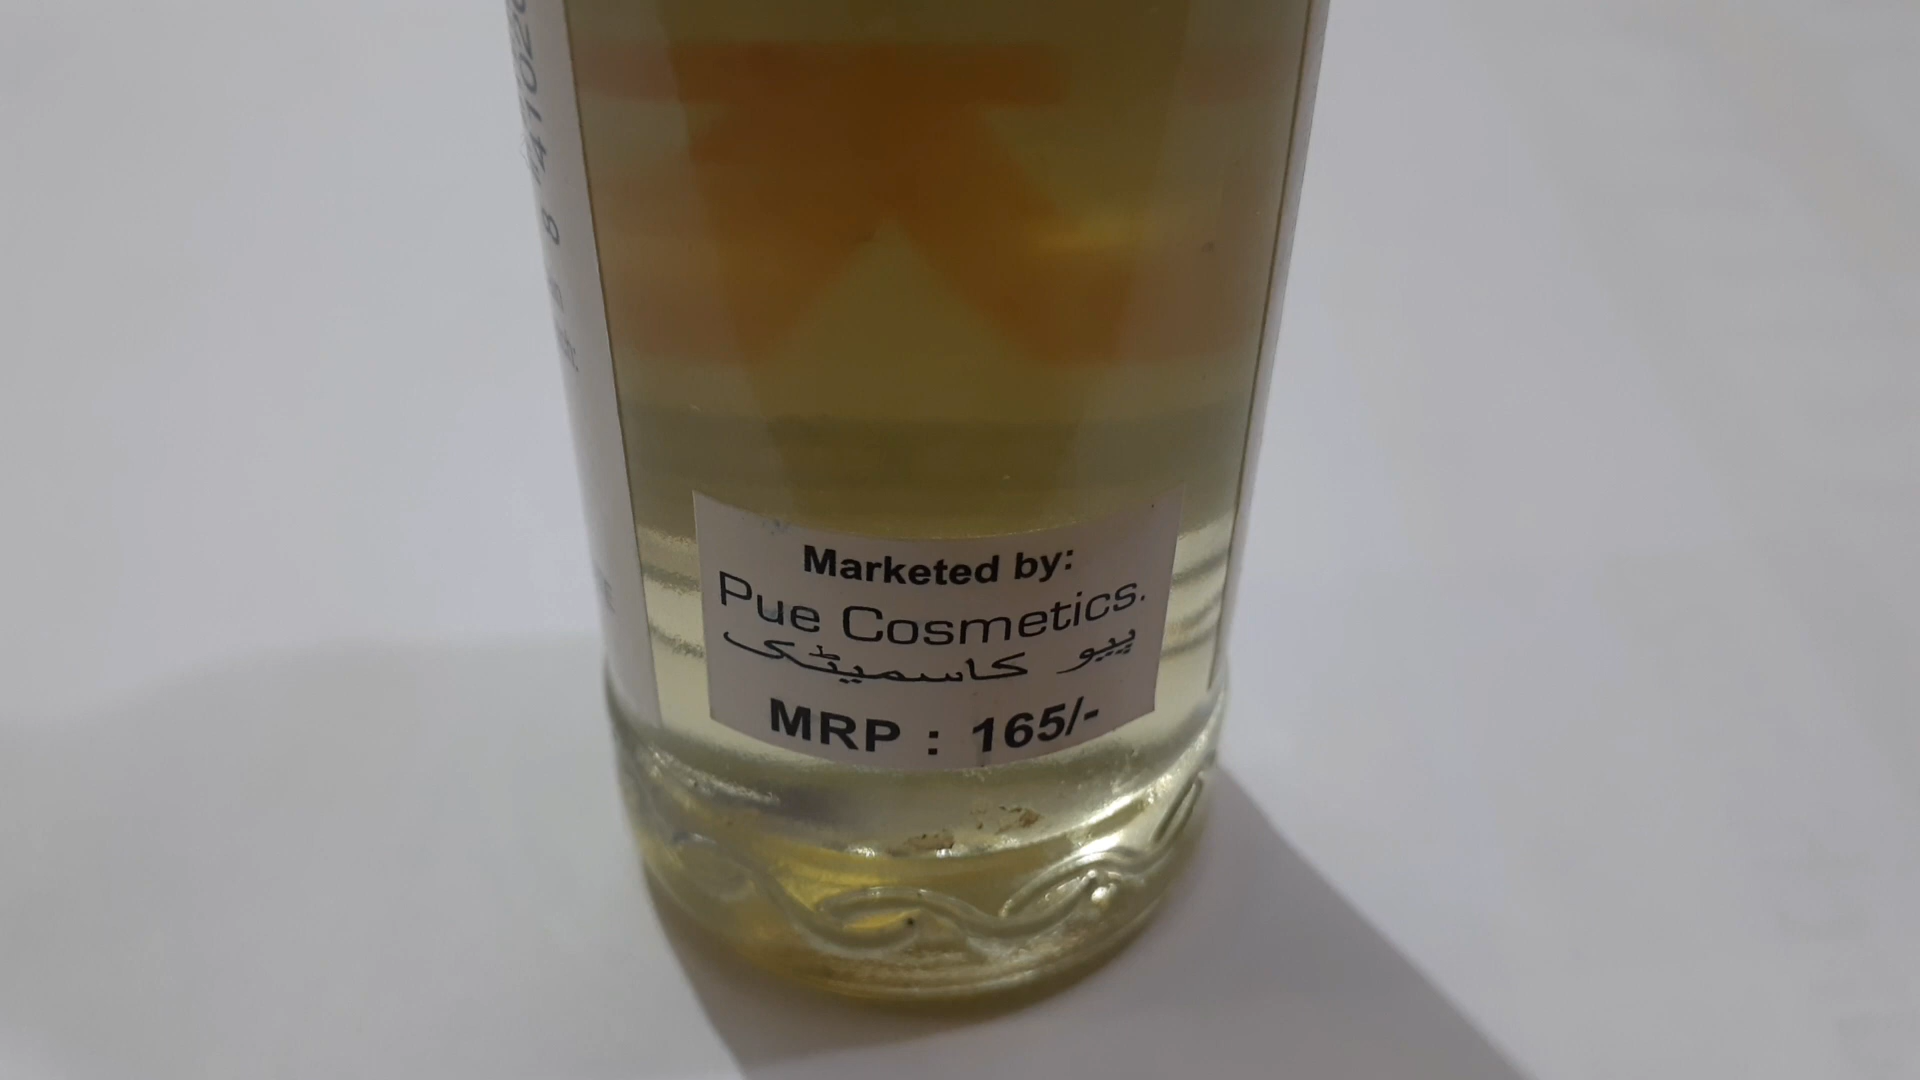 Marketed by:
Pue Cosmetics.
پیو کاسمیٹک
MRP : 165/-